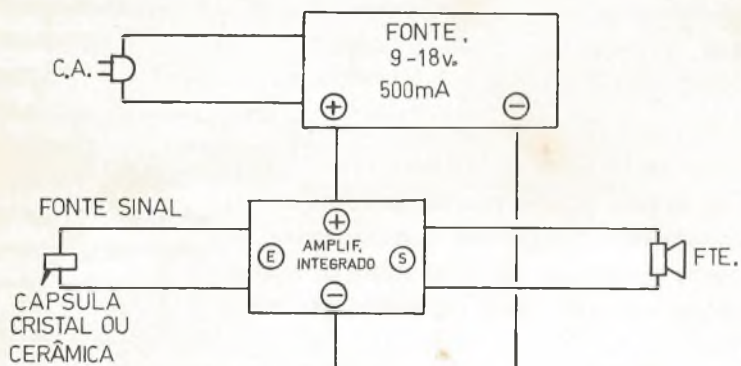 FONTE.
9-18v.
500mA
C.A.
+
-
FONTE SINAL
+
E
AMPLIF.
INTEGRADO
S
-
FTE.
CAPSULA
CRISTAL OU
CERÂMICA